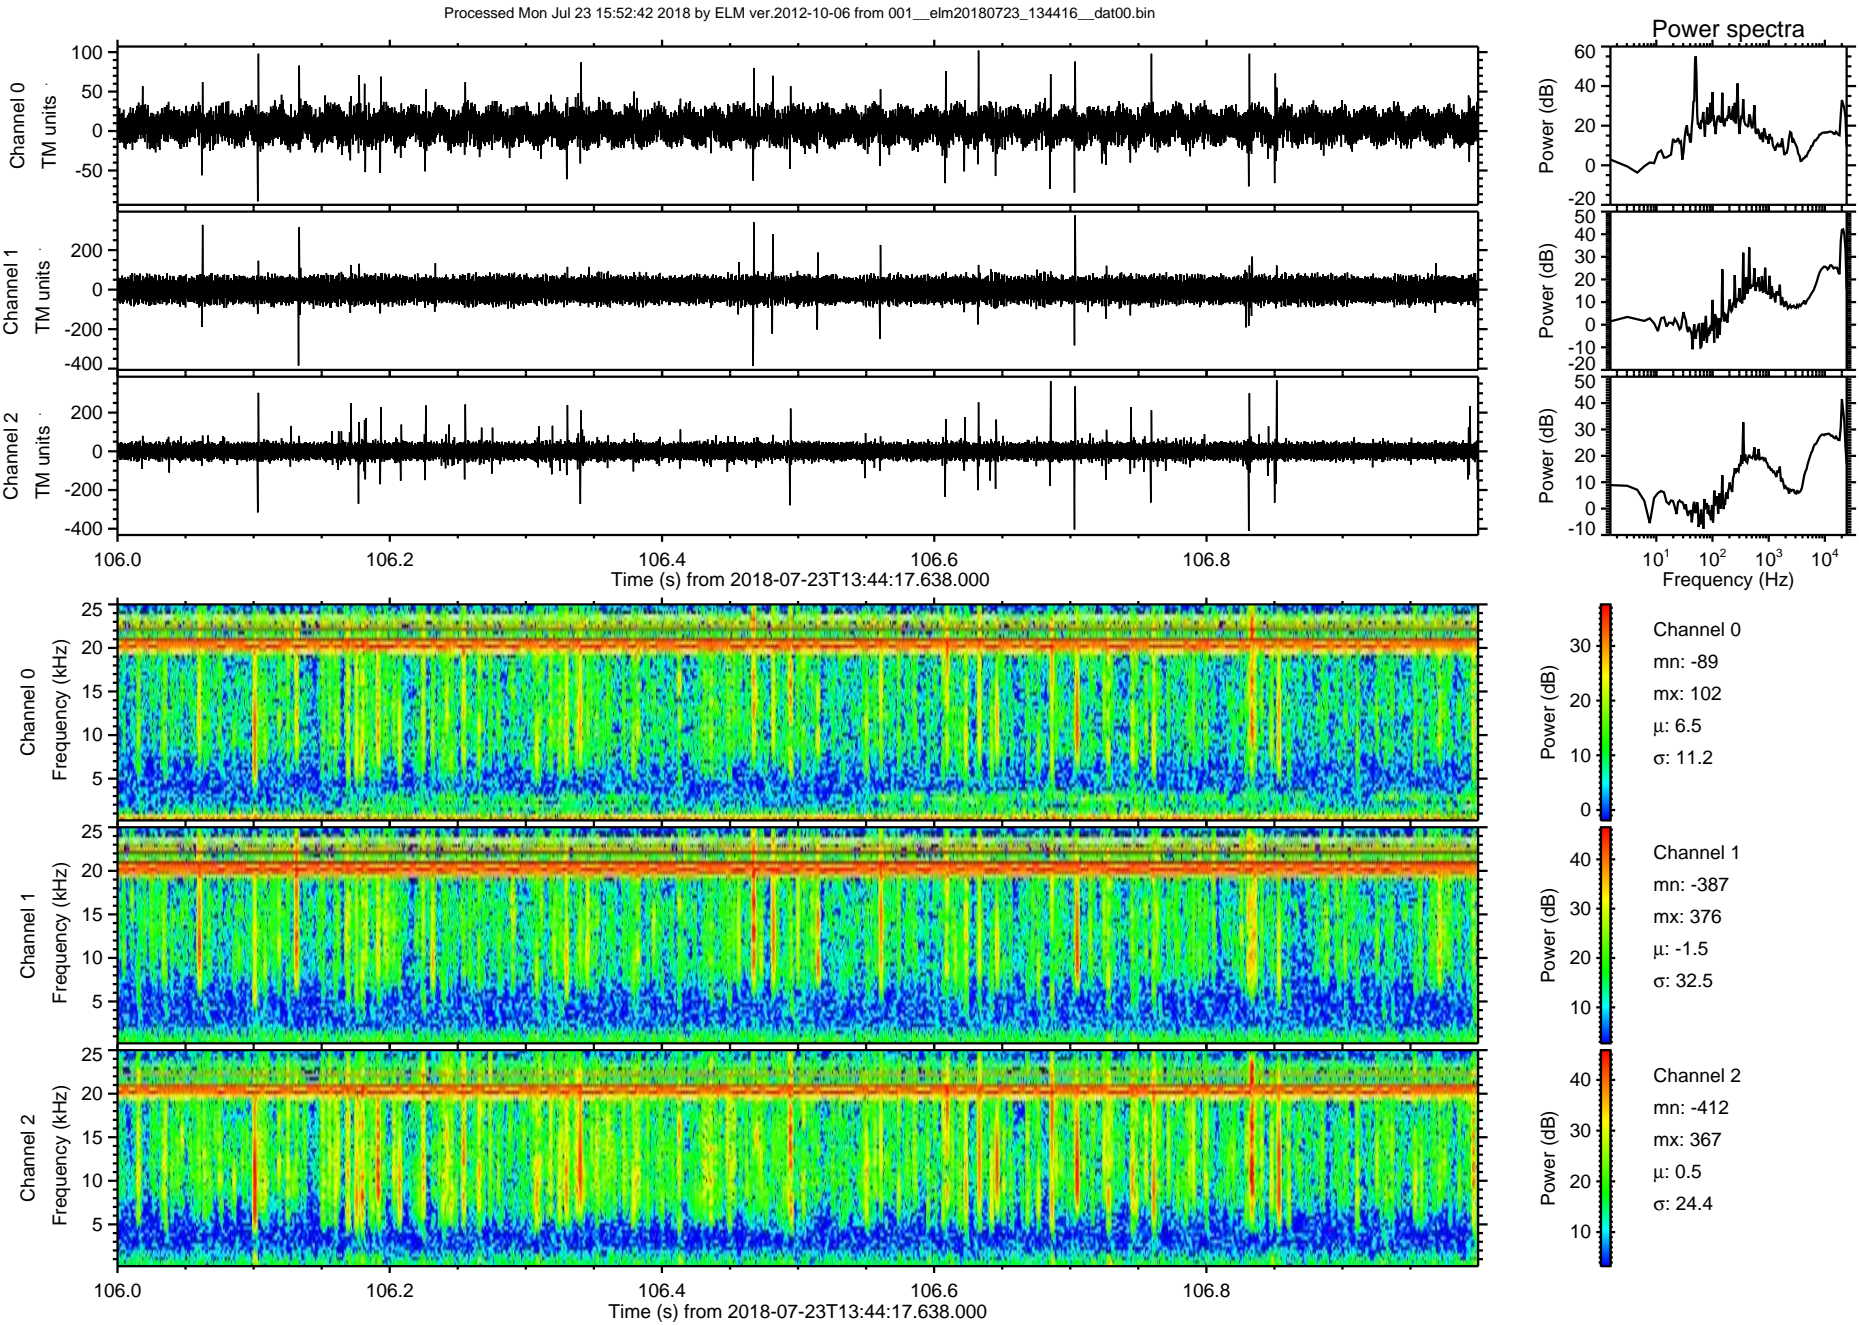 Processed Mon Jul 23 15:52:42 2018 by ELM ver.2012-10-06 from 001__elm20180723_134416__dat00.bin
Power spectra
Channel 0
TM units
100
50
0
-50
Power (dB)
60
40
20
0
-20
Channel 1
TM units
200
0
-200
-400
Power (dB)
50
40
30
20
10
0
-10
-20
Channel 2
TM units
200
0
-200
-400
Power (dB)
50
40
30
20
10
0
-10
106.0 106.2 106.4 106.6 106.8
Time (s) from 2018-07-23T13:44:17.638.000
10^1 10^2 10^3 10^4
Frequency (Hz)
Channel 0
Frequency (kHz)
25
20
15
10
5
Power (dB)
30
20
10
0
Channel 0
mn: -89
mx: 102
µ: 6.5
σ: 11.2
Channel 1
Frequency (kHz)
25
20
15
10
5
Power (dB)
40
30
20
10
Channel 1
mn: -387
mx: 376
µ: -1.5
σ: 32.5
Channel 2
Frequency (kHz)
25
20
15
10
5
Power (dB)
40
30
20
10
Channel 2
mn: -412
mx: 367
µ: 0.5
σ: 24.4
106.0 106.2 106.4 106.6 106.8
Time (s) from 2018-07-23T13:44:17.638.000